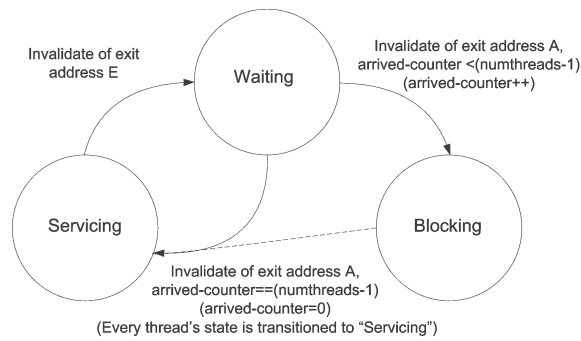 Invalidate of exit
address E
Waiting
Invalidate of exit address A,
arrived-counter <(numthreads-1)
(arrived-counter++)
Servicing
Blocking
Invalidate of exit address A,
arrived-counter==(numthreads-1)
(arrived-counter=0)
(Every thread's state is transitioned to “Servicing”)